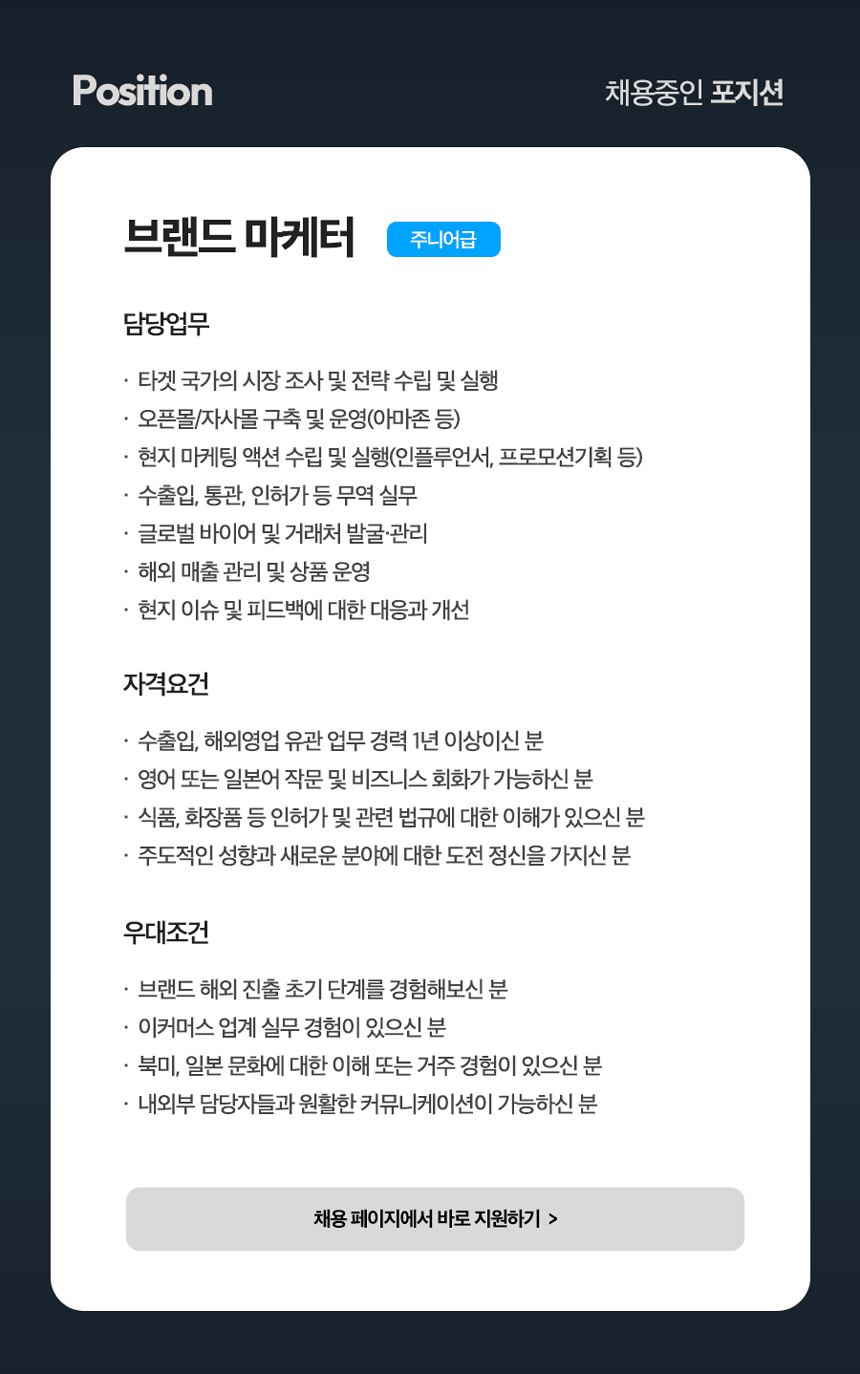 Position
채용중인 포지션
브랜드 마케터
주니어급
담당업무
· 타겟 국가의 시장 조사 및 전략 수립 및 실행
· 오픈몰/자사몰 구축 및 운영(아마존 등)
· 현지 마케팅 액션 수립 및 실행(인플루언서, 프로모션기획 등)
· 수출입, 통관, 인허가 등 무역 실무
· 글로벌 바이어 및 거래처 발굴·관리
· 해외 매출 관리 및 상품 운영
· 현지 이슈 및 피드백에 대한 대응과 개선
자격요건
· 수출입, 해외영업 유관 업무 경력 1년 이상이신 분
· 영어 또는 일본어 작문 및 비즈니스 회화가 가능하신 분
· 식품, 화장품 등 인허가 및 관련 법규에 대한 이해가 있으신 분
· 주도적인 성향과 새로운 분야에 대한 도전 정신을 가지신 분
우대조건
· 브랜드 해외 진출 초기 단계를 경험해보신 분
· 이커머스 업계 실무 경험이 있으신 분
· 북미, 일본 문화에 대한 이해 또는 거주 경험이 있으신 분
· 내외부 담당자들과 원활한 커뮤니케이션이 가능하신 분
채용 페이지에서 바로 지원하기 >